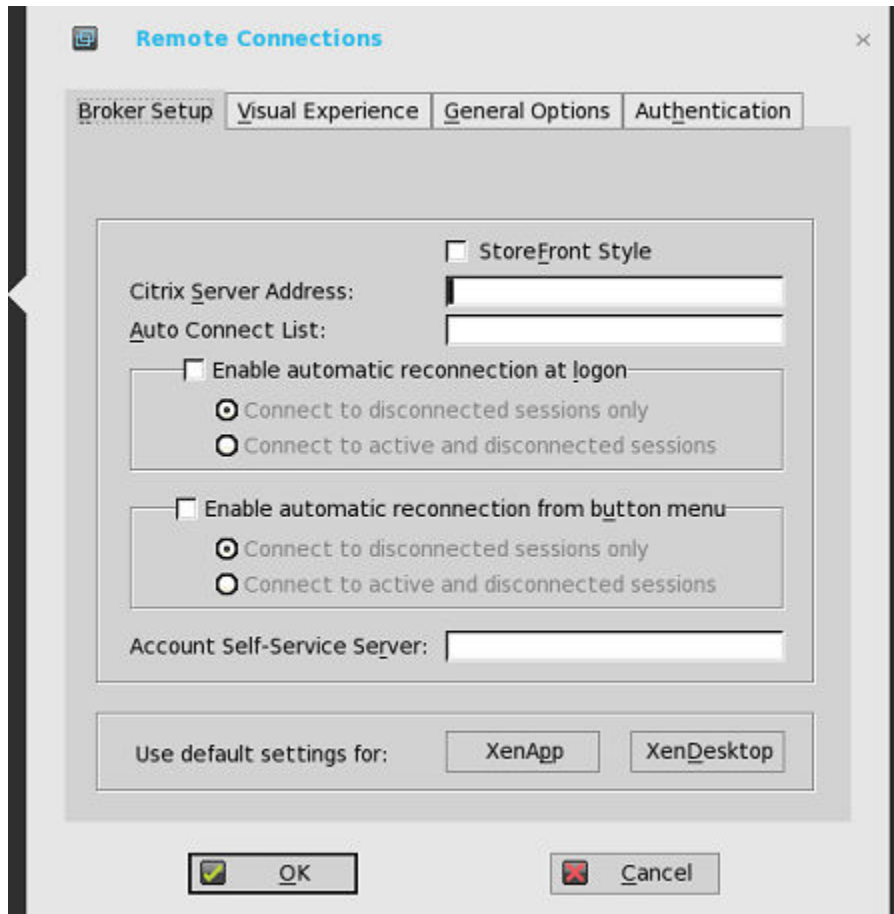 Remote Connections
Broker Setup Visual Experience General Options Authentication
StoreFront Style
Citrix Server Address:
Auto Connect List:
Enable automatic reconnection at logon
Connect to disconnected sessions only
Connect to active and disconnected sessions
Enable automatic reconnection from button menu
Connect to disconnected sessions only
Connect to active and disconnected sessions
Account Self-Service Server:
Use default settings for: XenApp XenDesktop
OK Cancel